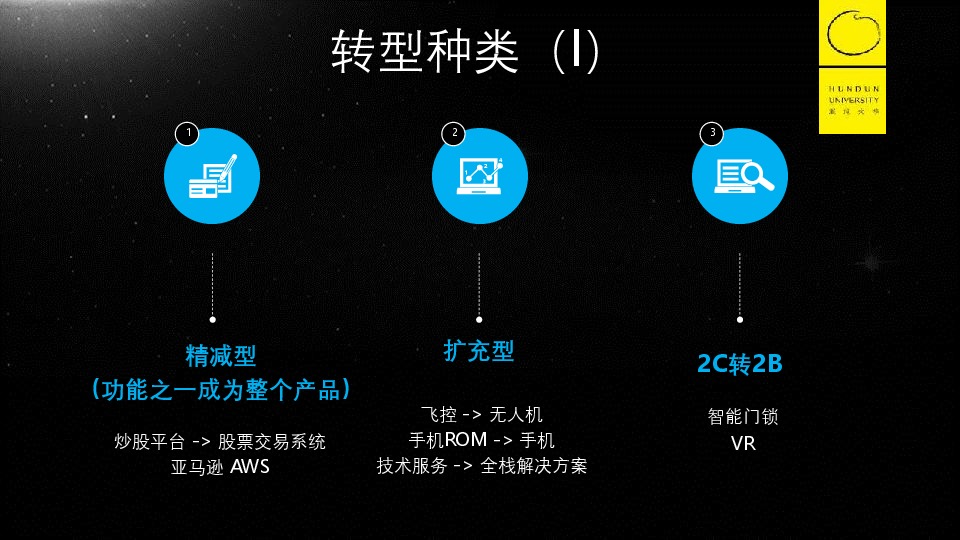 转型种类（I）
HUNDUN
UNIVERSITY
混沌大学
1
2
3
精减型
（功能之一成为整个产品）
炒股平台 -> 股票交易系统
亚马逊 AWS
扩充型
飞控 -> 无人机
手机ROM -> 手机
技术服务 -> 全栈解决方案
2C转2B
智能门锁
VR